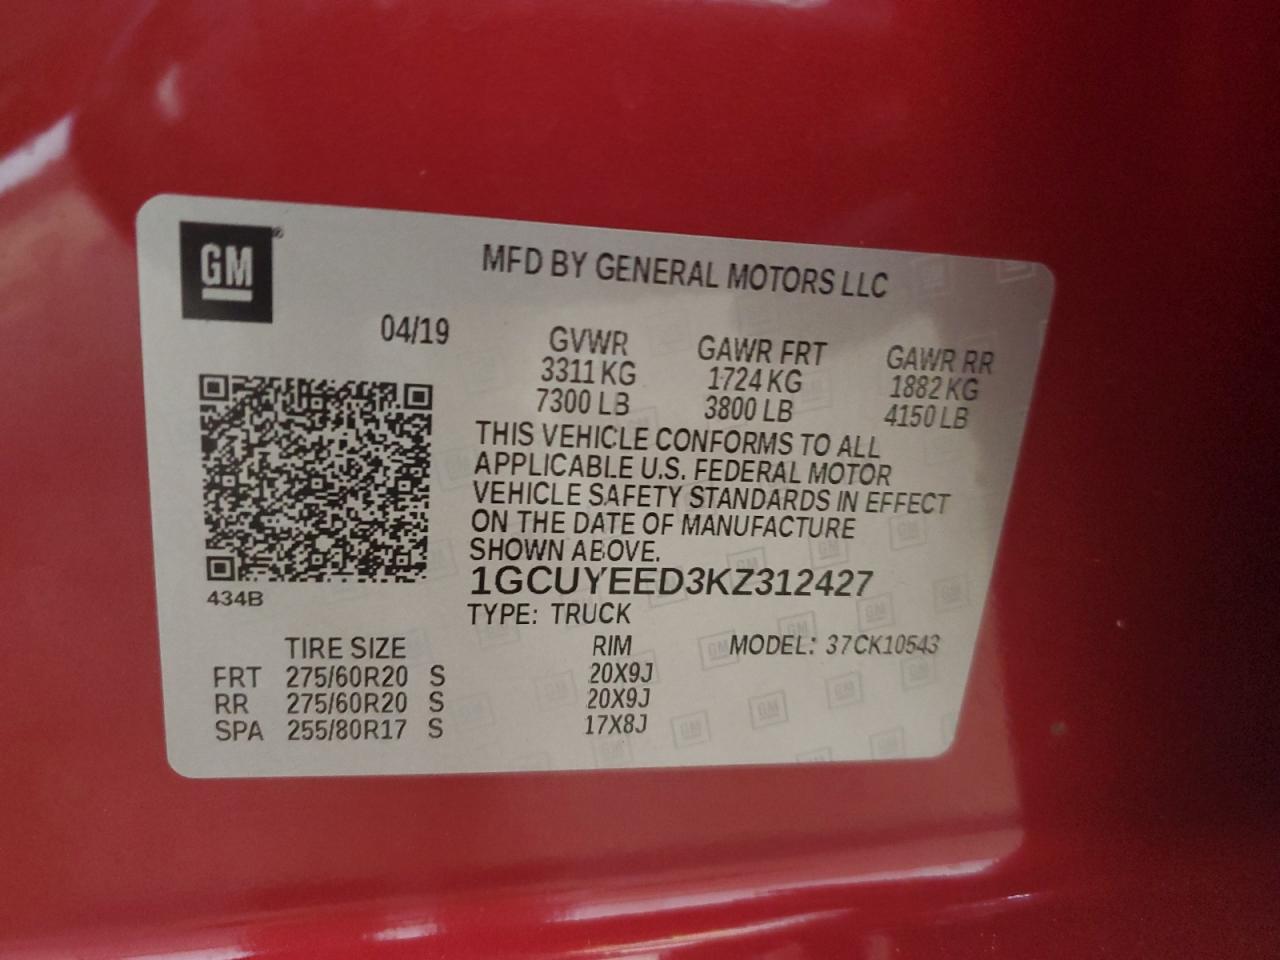 GM®
MFD BY GENERAL MOTORS LLC
04/19 GVWR GAWR FRT GAWR RR
3311 KG 1724 KG 1882 KG
7300 LB 3800 LB 4150 LB
THIS VEHICLE CONFORMS TO ALL
APPLICABLE U.S. FEDERAL MOTOR
VEHICLE SAFETY STANDARDS IN EFFECT
ON THE DATE OF MANUFACTURE
SHOWN ABOVE.
1GCUYEED3KZ312427
434B
TYPE: TRUCK
TIRE SIZE RIM MODEL: 37CK10543
FRT 275/60R20 S 20X9J
RR 275/60R20 S 20X9J
SPA 255/80R17 S 17X8J